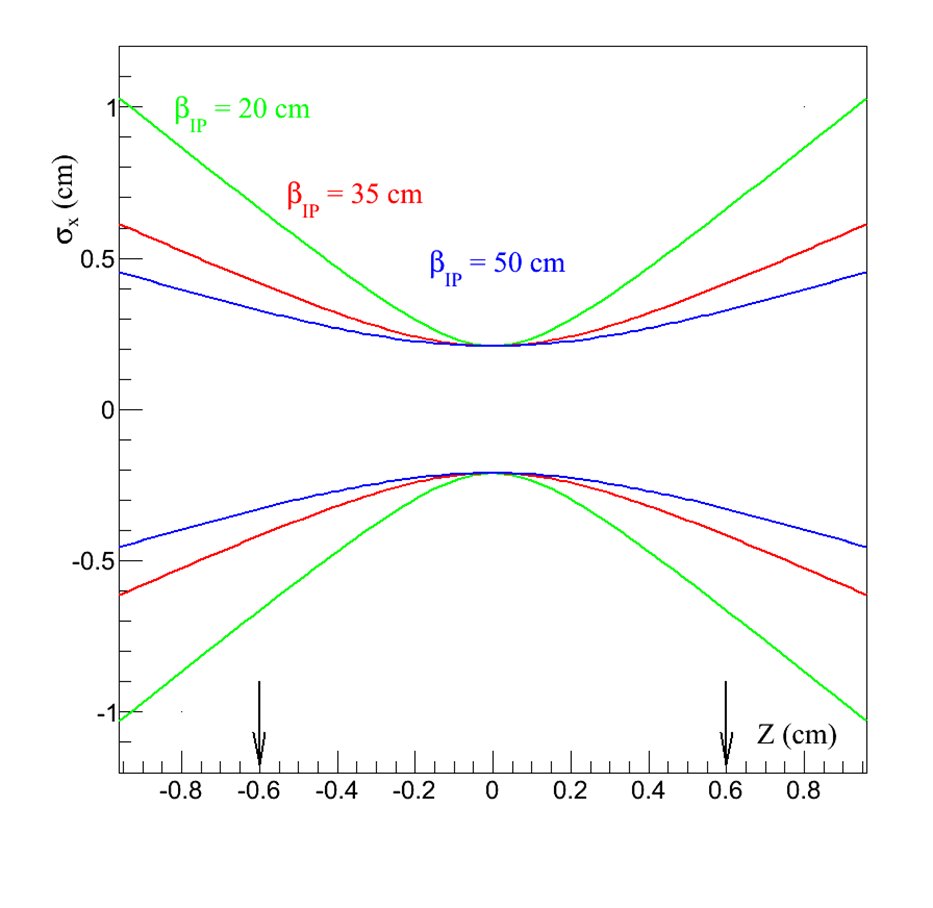 1
β_IP = 20 cm
β_IP = 35 cm
σ_x (cm)
0.5
β_IP = 50 cm
0
-0.5
-1
Z (cm)
-0.8 -0.6 -0.4 -0.2 0 0.2 0.4 0.6 0.8